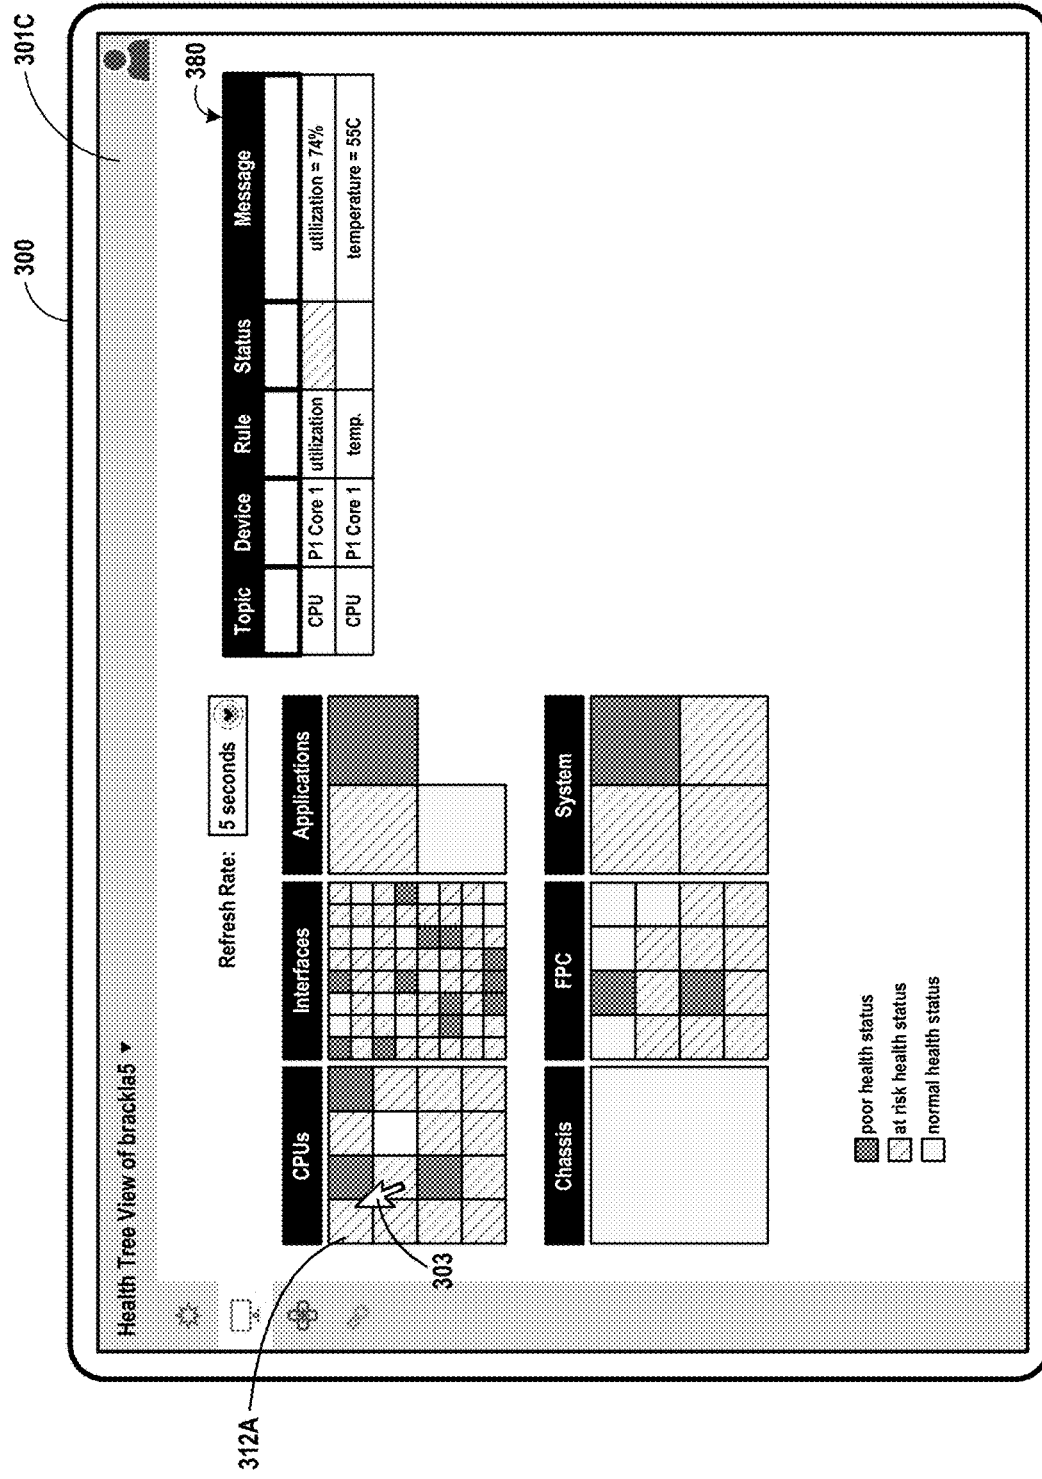 301C
300
Health Tree View of brackla5
380
Refresh Rate: 5 seconds
Topic Device Rule Status Message
CPU P1 Core 1 utilization utilization = 74%
CPU P1 Core 1 temp. temperature = 55C
CPUs Interfaces Applications
312A
303
Chassis FPC System
poor health status
at risk health status
normal health status